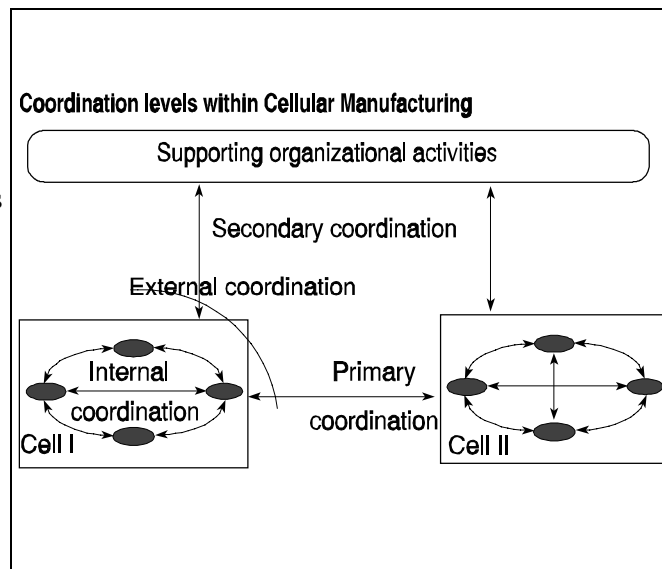 Coordination levels within Cellular Manufacturing
Supporting organizational activities
s
Secondary coordination
External coordination
Internal
coordination
Cell I
Primary
coordination
Cell II